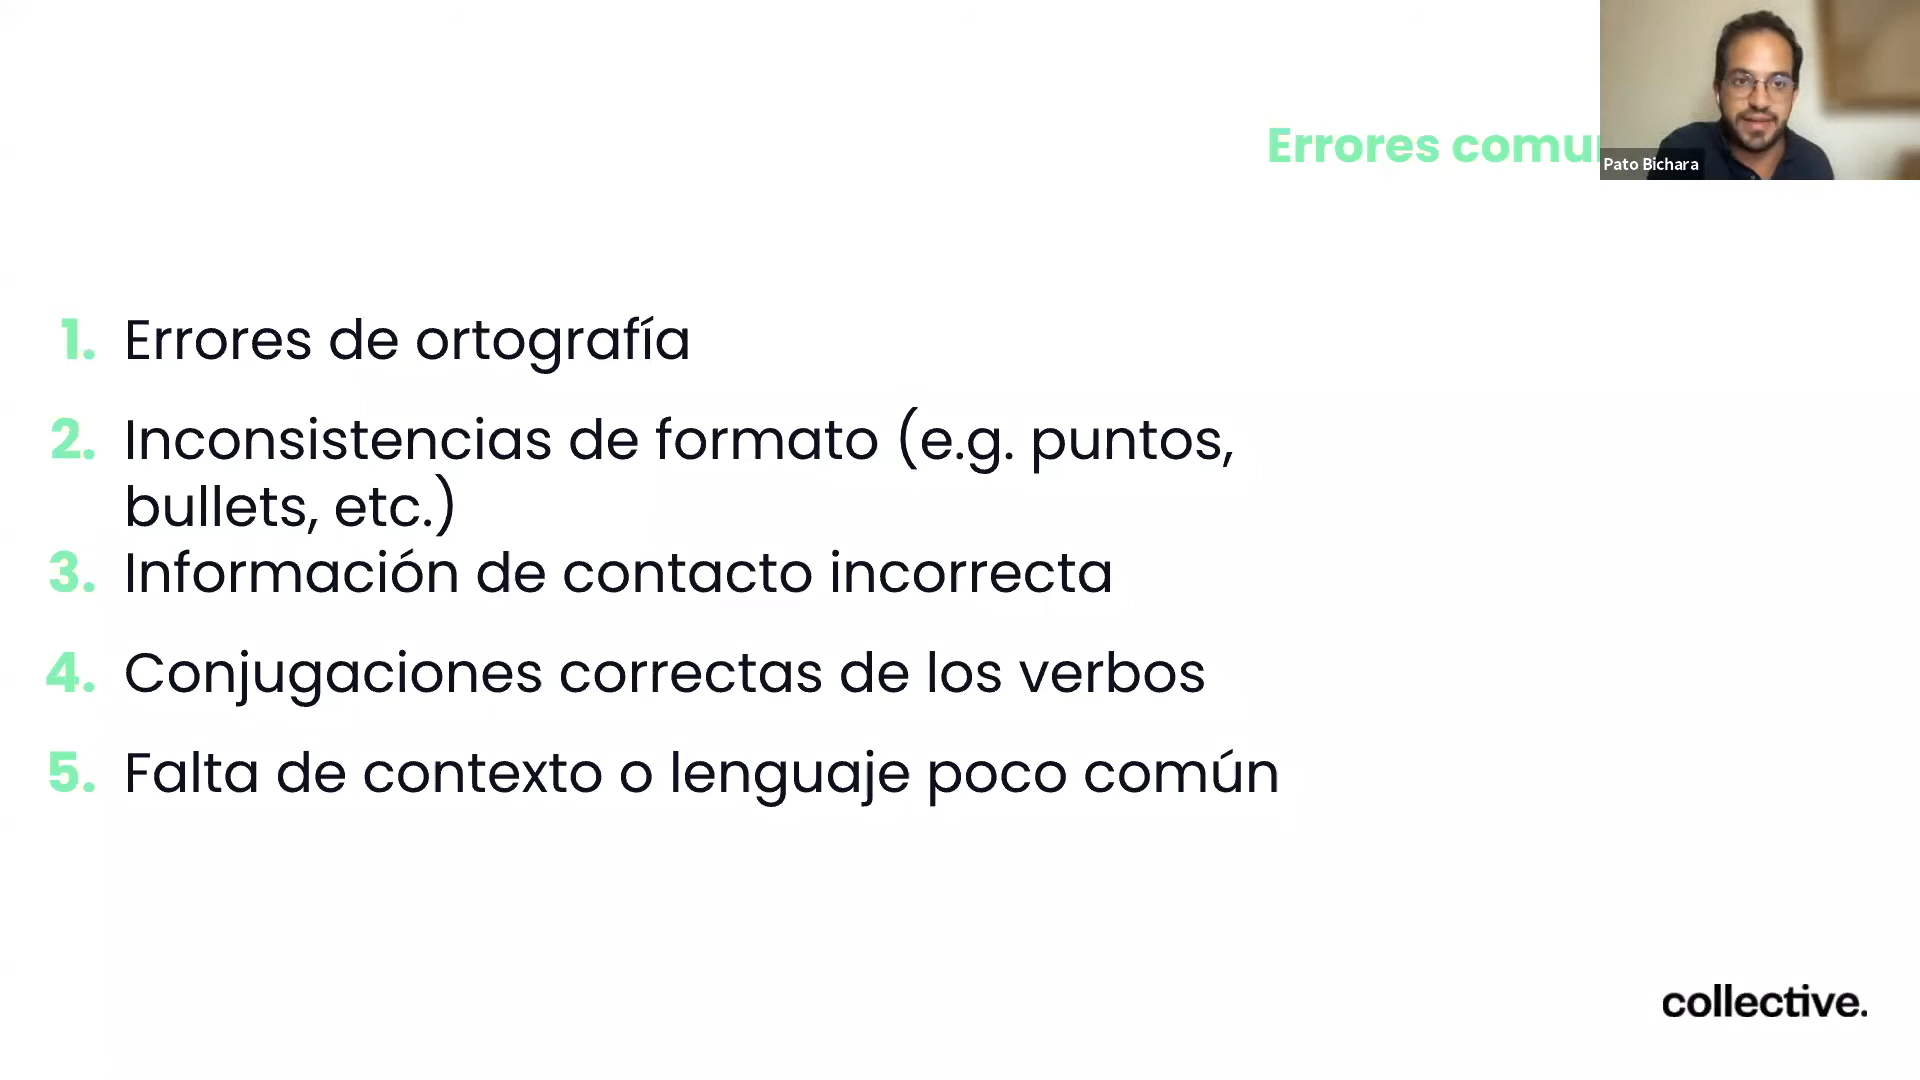 Errores comu
Pato Bichara
1. Errores de ortografía
2. Inconsistencias de formato (e.g. puntos,
bullets, etc.)
3. Información de contacto incorrecta
4. Conjugaciones correctas de los verbos
5. Falta de contexto o lenguaje poco común
collective.